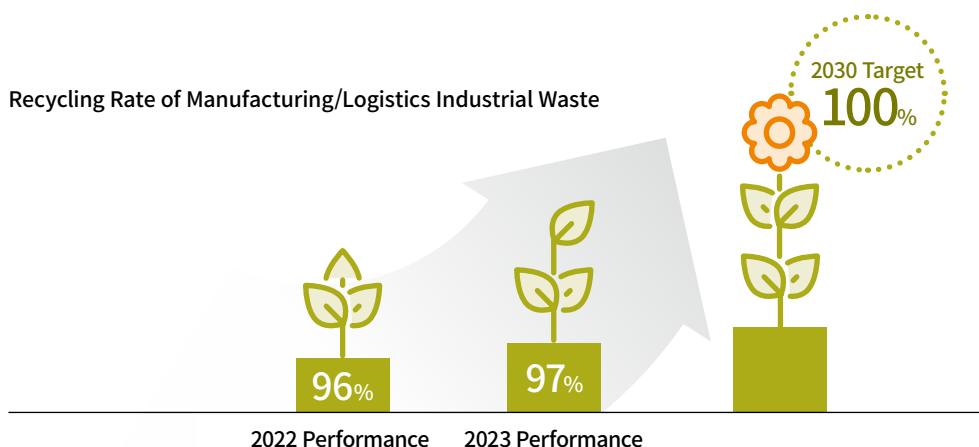 2030 Target
100%
Recycling Rate of Manufacturing/Logistics Industrial Waste
96%
97%
2022 Performance
2023 Performance